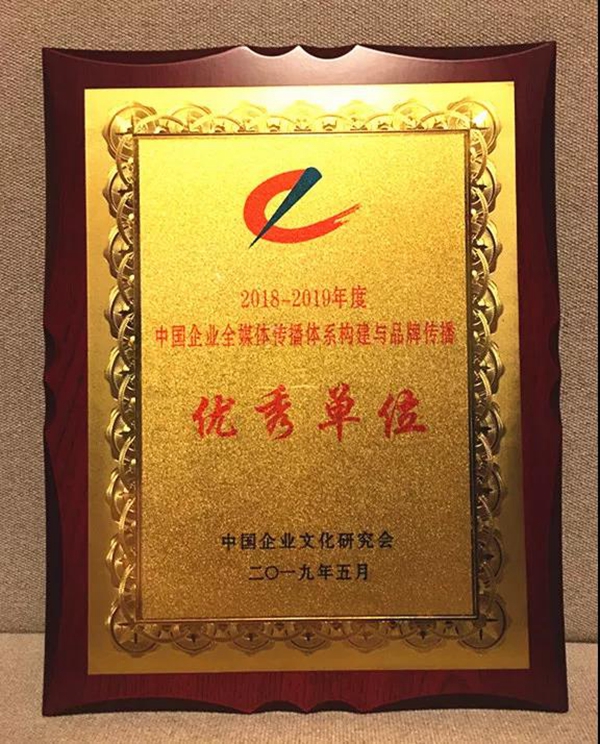 2018-2019年度
中国企业全媒体传播体系构建与品牌传播
优秀单位
中国企业文化研究会
二〇一九年五月